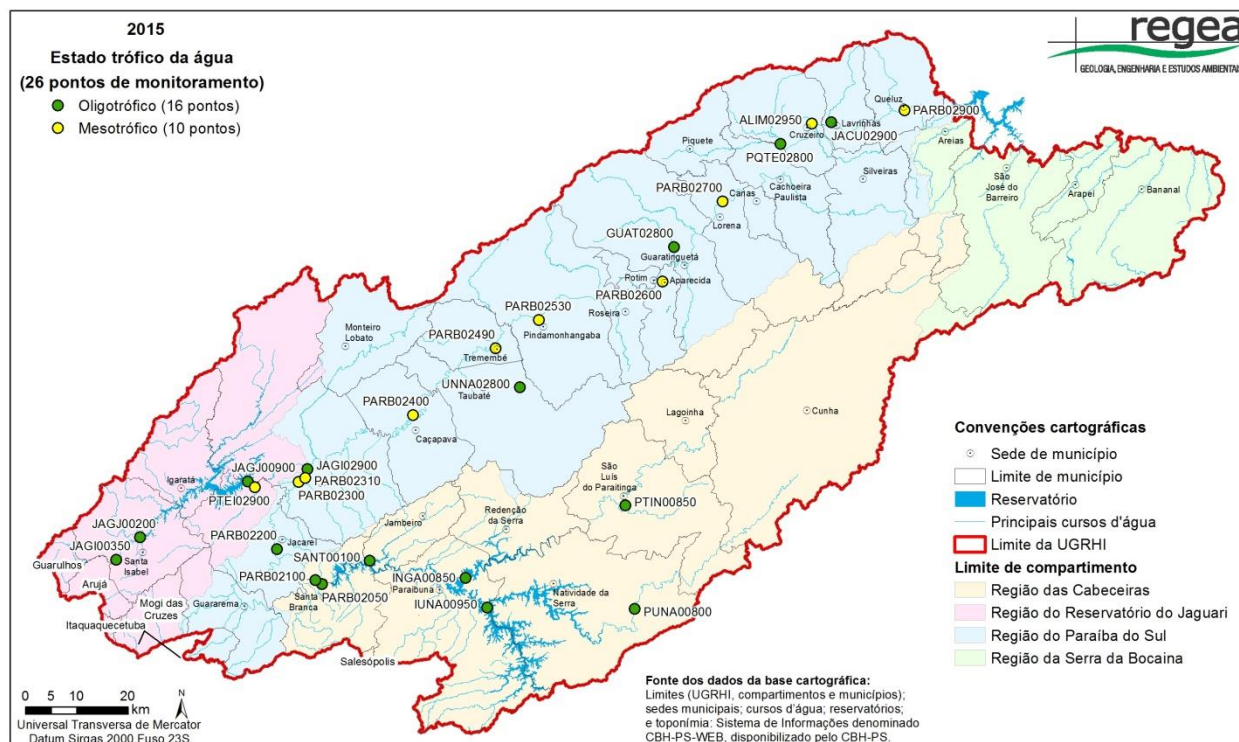 2015
Estado trófico da água
(26 pontos de monitoramento)
Oligotrófico (16 pontos)
Mesotrófico (10 pontos)
regea
GEOLOGIA, ENGENHARIA E ESTUDOS AMBIENTAIS
Queluz
PARB02900
ALIM02950
Cruzeiro
Lavrinhas
JACU02900
Areias
Piquete
PQTE02800
São
José do
Barreiro
Arapeí
Bananal
Silveiras
PARB02700
Canas
Cachoeira
Paulista
Lorena
GUAT02800
Guaratinguetá
Potim
Aparecida
PARB02600
Roseira
PARB02530
Pindamonhangaba
Monteiro
Lobato
PARB02490
Tremembé
UNNA02800
Taubaté
PARB02400
Caçapava
Lagoinha
Cunha
JAGJ00900
JAGI02900
PARB02310
PARB02300
Igaratá
PTEI02900
São
Luís
do Paraitinga
PTIN00850
Redenção
da Serra
Jambeiro
JAGJ00200
JAGI00350
Santa
Isabel
PARB02200
Jacareí
SANT00100
Guarulhos
Arujá
PARB02100
Santa
Branca
PARB02050
INGA00850
Paraibuna
IUNA00950
Natividade da
Serra
PUNA00800
Mogi das
Cruzes
Guararema
Itaquaquecetuba
Salesópolis
Convenções cartográficas
Sede de município
Limite de município
Reservatório
Principais cursos d'água
Limite da UGRHI
Limite de compartimento
Região das Cabeceiras
Região do Reservatório do Jaguari
Região do Paraíba do Sul
Região da Serra da Bocaina
0 5 10 20
km
N
Universal Transversa de Mercator
Datum Sirgas 2000 Fuso 23S
Fonte dos dados da base cartográfica:
Limites (UGRHI, compartimentos e municípios);
sedes municipais; cursos d'água; reservatórios;
e toponímia: Sistema de Informações denominado
CBH-PS-WEB, disponibilizado pelo CBH-PS.